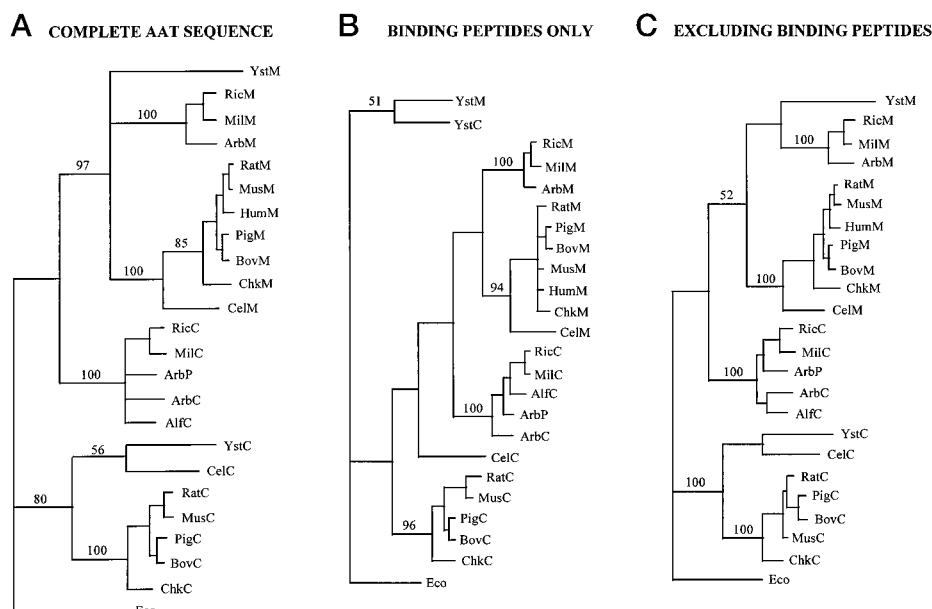 A COMPLETE AAT SEQUENCE
YstM
RicM
100
MilM
ArbM
97
RatM
MusM
HumM
85
PigM
BovM
100
ChkM
CelM
RicC
MilC
100
ArbP
ArbC
AlfC
56
YstC
CelC
80
RatC
MusC
PigC
100
BovC
ChkC
B BINDING PEPTIDES ONLY
51
YstM
YstC
RicM
100
MilM
ArbM
RatM
PigM
BovM
MusM
94
HumM
ChkM
CelM
RicC
MilC
AlfC
100
ArbP
ArbC
CelC
RatC
MusC
PigC
96
BovC
ChkC
Eco
C EXCLUDING BINDING PEPTIDES
YstM
RicM
100
MilM
ArbM
52
RatM
MusM
HumM
PigM
100
BovM
ChkM
CelM
RicC
MilC
100
ArbP
ArbC
AlfC
YstC
CelC
100
RatC
PigC
BovC
100
MusC
ChkC
Eco